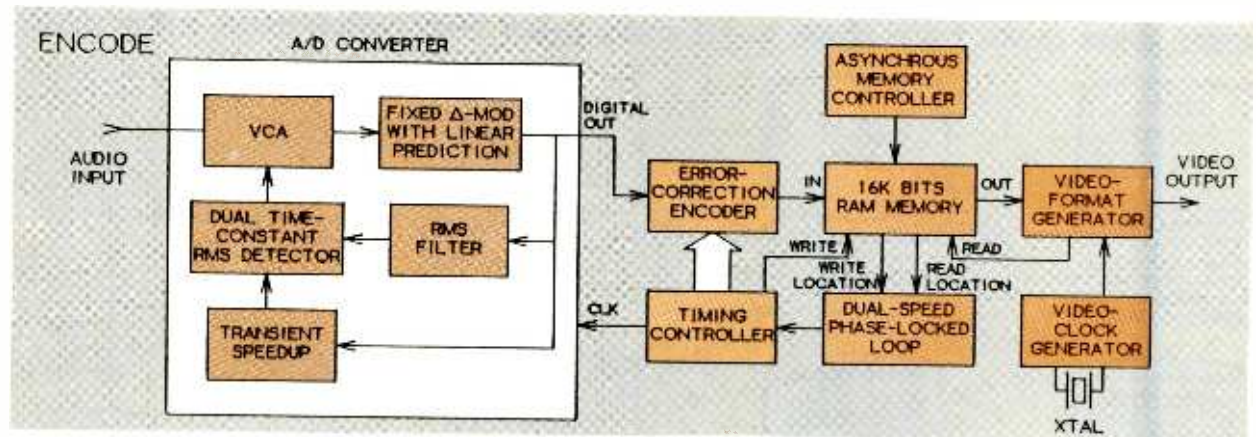 ENCODE
A/D CONVERTER
AUDIO
INPUT
VCA
FIXED Δ-MOD
WITH LINEAR
PREDICTION
DUAL TIME-
CONSTANT
RMS DETECTOR
RMS
FILTER
TRANSIENT
SPEEDUP
DIGITAL
OUT
CLK
ERROR-
CORRECTION
ENCODER
TIMING
CONTROLLER
ASYNCHROUS
MEMORY
CONTROLLER
IN
16K BITS
RAM MEMORY
OUT
WRITE
WRITE
LOCATION
READ
LOCATION
READ
DUAL-SPEED
PHASE-LOCKED
LOOP
VIDEO-
FORMAT
GENERATOR
VIDEO
OUTPUT
VIDEO-
CLOCK
GENERATOR
XTAL